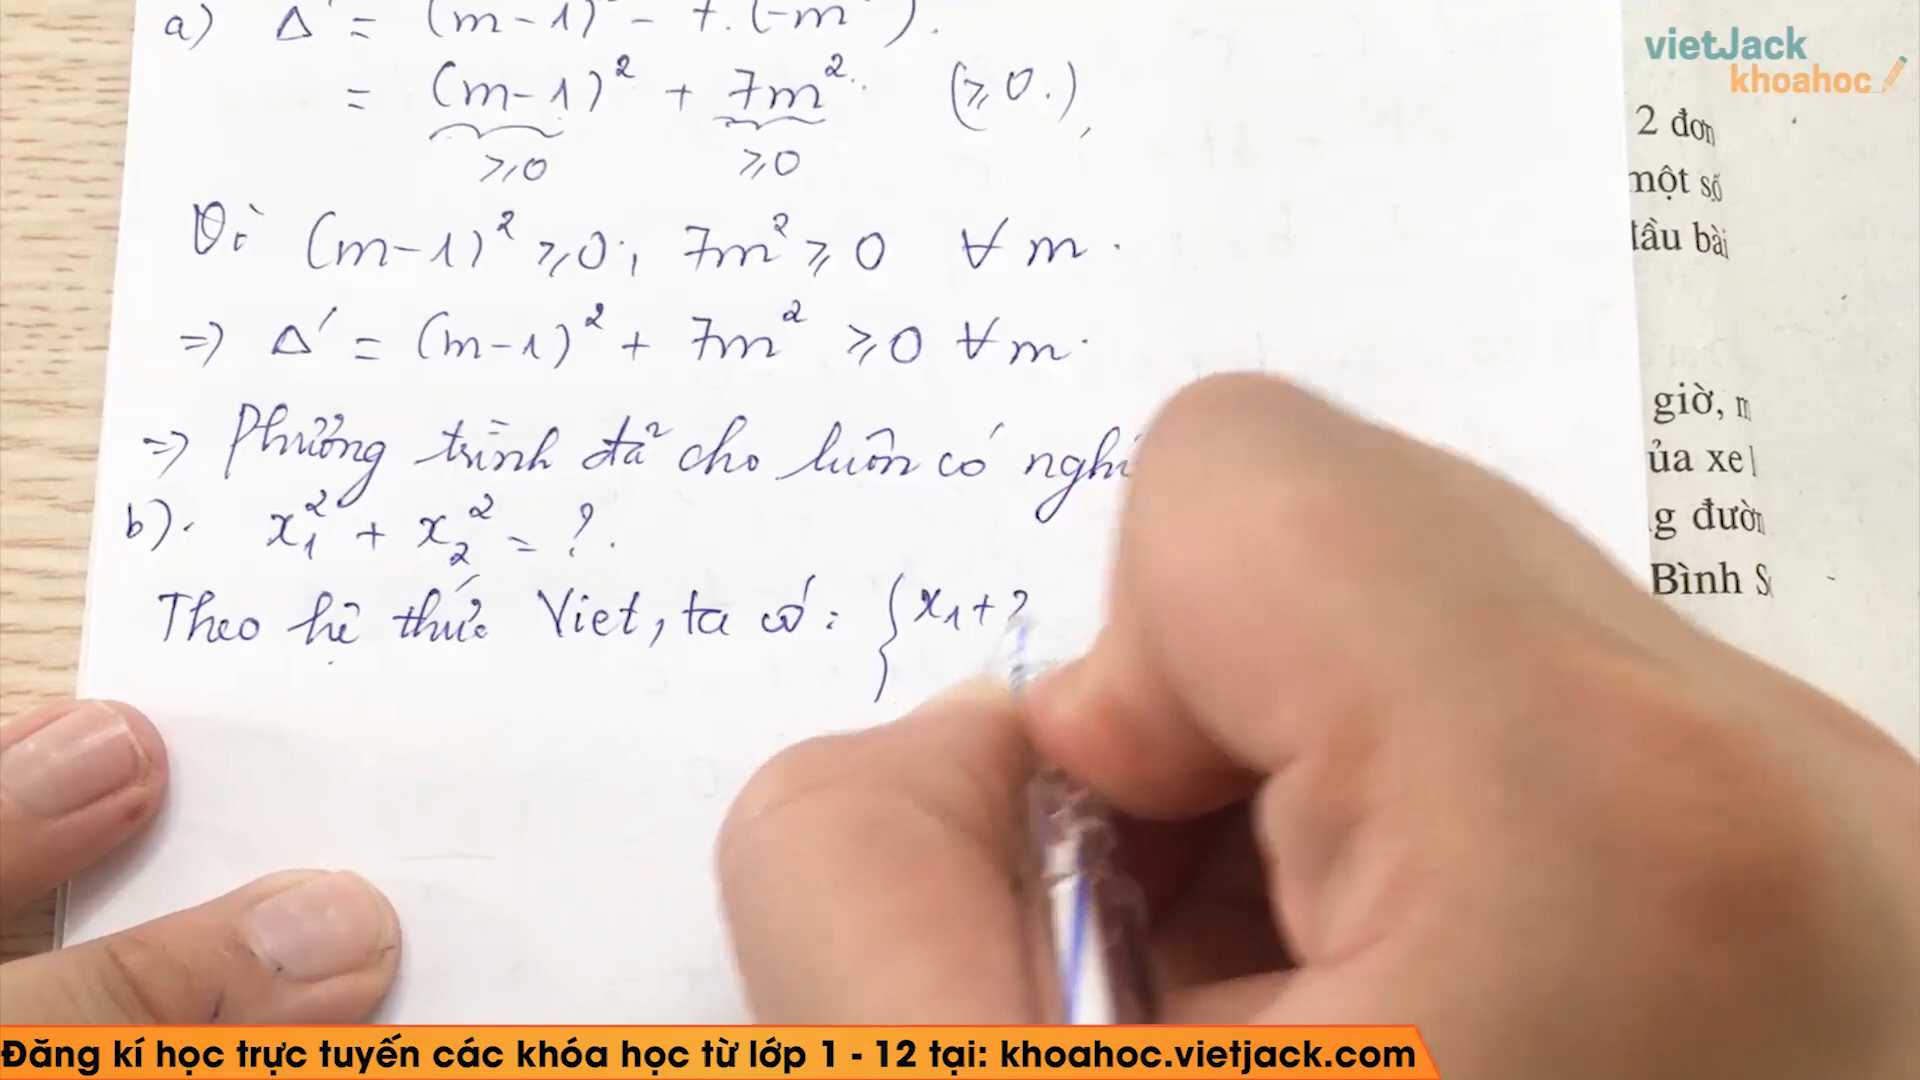 a) Δ' = (m-1)² - 7.(-m²).
= (m-1)² + 7m². (≥0.),
≥0 ≥0
Vì (m-1)² ≥0; 7m² ≥ 0 ∀ m.
=> Δ' = (m-1)² + 7m² ≥0 ∀ m.
=> Phương trình đã cho luôn có
b). x₁² + x₂² = ?.
Theo hệ thức Viet, ta có: { x₁ +
vietJack
khoahoc
2 đơn
một số
đầu bài
giờ,
của xe
đườn
Bình
Đăng kí học trực tuyến các khóa học từ lớp 1 - 12 tại: khoahoc.vietjack.com